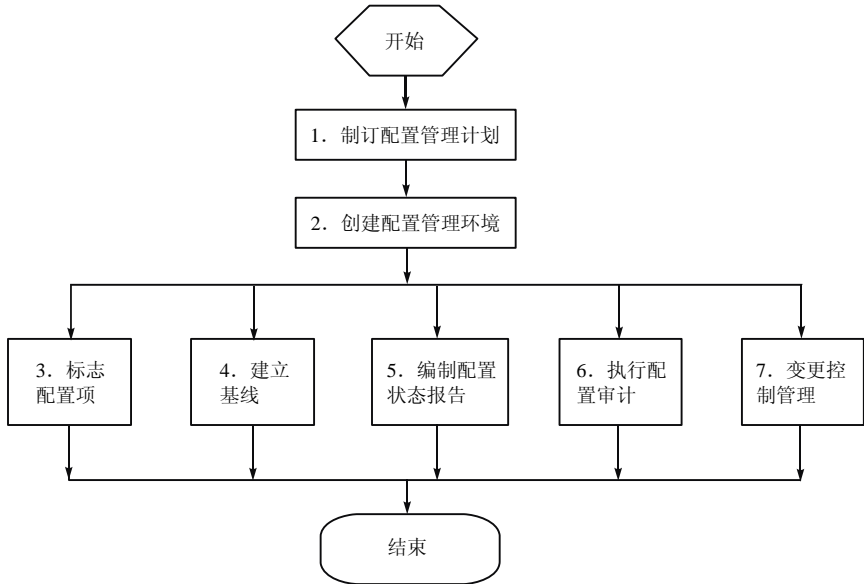 开始
1．制订配置管理计划
2．创建配置管理环境
3．标志
配置项
4．建立
基线
5．编制配置
状态报告
6．执行配
置审计
7．变更控
制管理
结束